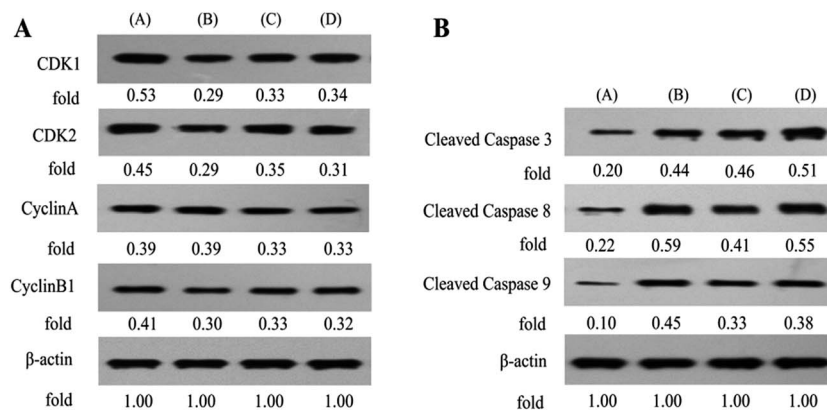 A
(A) (B) (C) (D)
CDK1
fold 0.53 0.29 0.33 0.34
CDK2
fold 0.45 0.29 0.35 0.31
CyclinA
fold 0.39 0.39 0.33 0.33
CyclinB1
fold 0.41 0.30 0.33 0.32
β-actin
fold 1.00 1.00 1.00 1.00
B
(A) (B) (C) (D)
Cleaved Caspase 3
fold 0.20 0.44 0.46 0.51
Cleaved Caspase 8
fold 0.22 0.59 0.41 0.55
Cleaved Caspase 9
fold 0.10 0.45 0.33 0.38
β-actin
fold 1.00 1.00 1.00 1.00